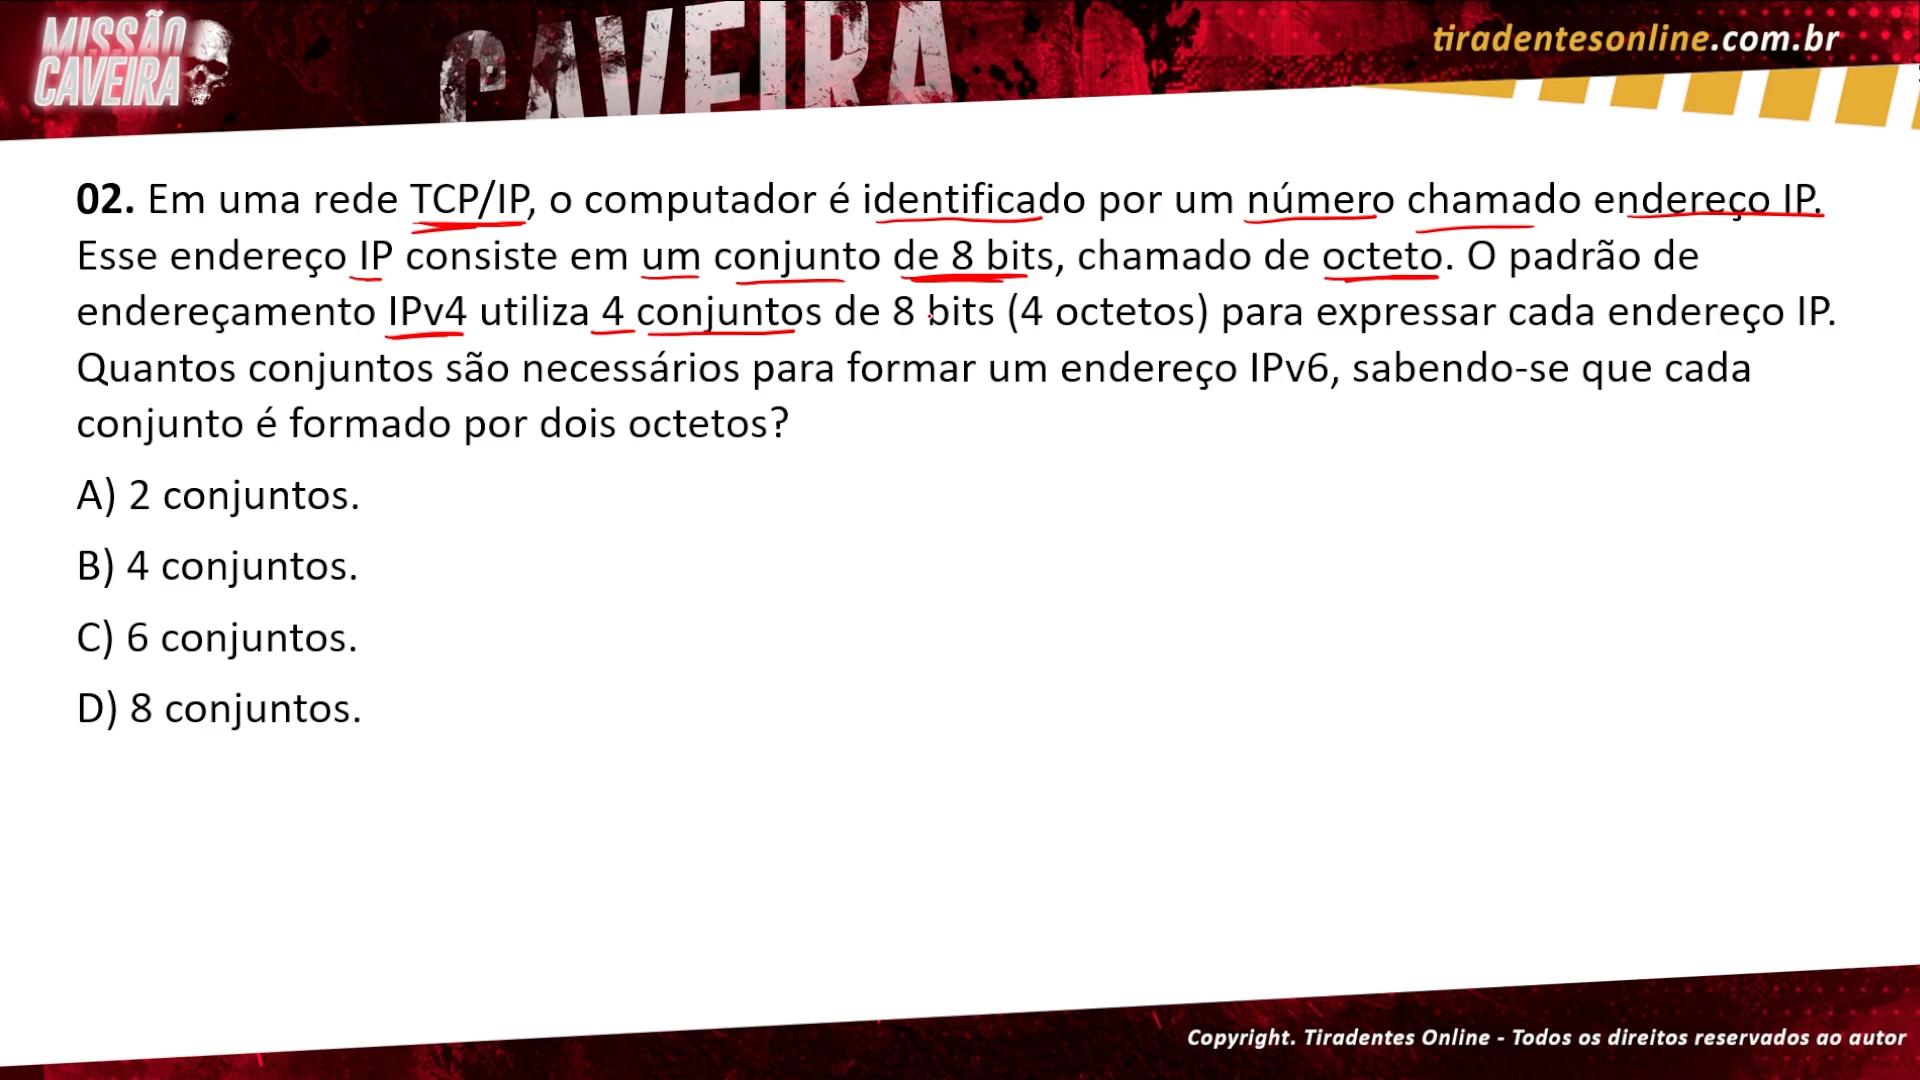 MISSÃO
CAVEIRA
CAVEIRA
tiradentesonline.com.br
02. Em uma rede TCP/IP, o computador é identificado por um número chamado endereço IP.
Esse endereço IP consiste em um conjunto de 8 bits, chamado de octeto. O padrão de
endereçamento IPv4 utiliza 4 conjuntos de 8 bits (4 octetos) para expressar cada endereço IP.
Quantos conjuntos são necessários para formar um endereço IPv6, sabendo-se que cada
conjunto é formado por dois octetos?
A) 2 conjuntos.
B) 4 conjuntos.
C) 6 conjuntos.
D) 8 conjuntos.
Copyright. Tiradentes Online - Todos os direitos reservados ao autor